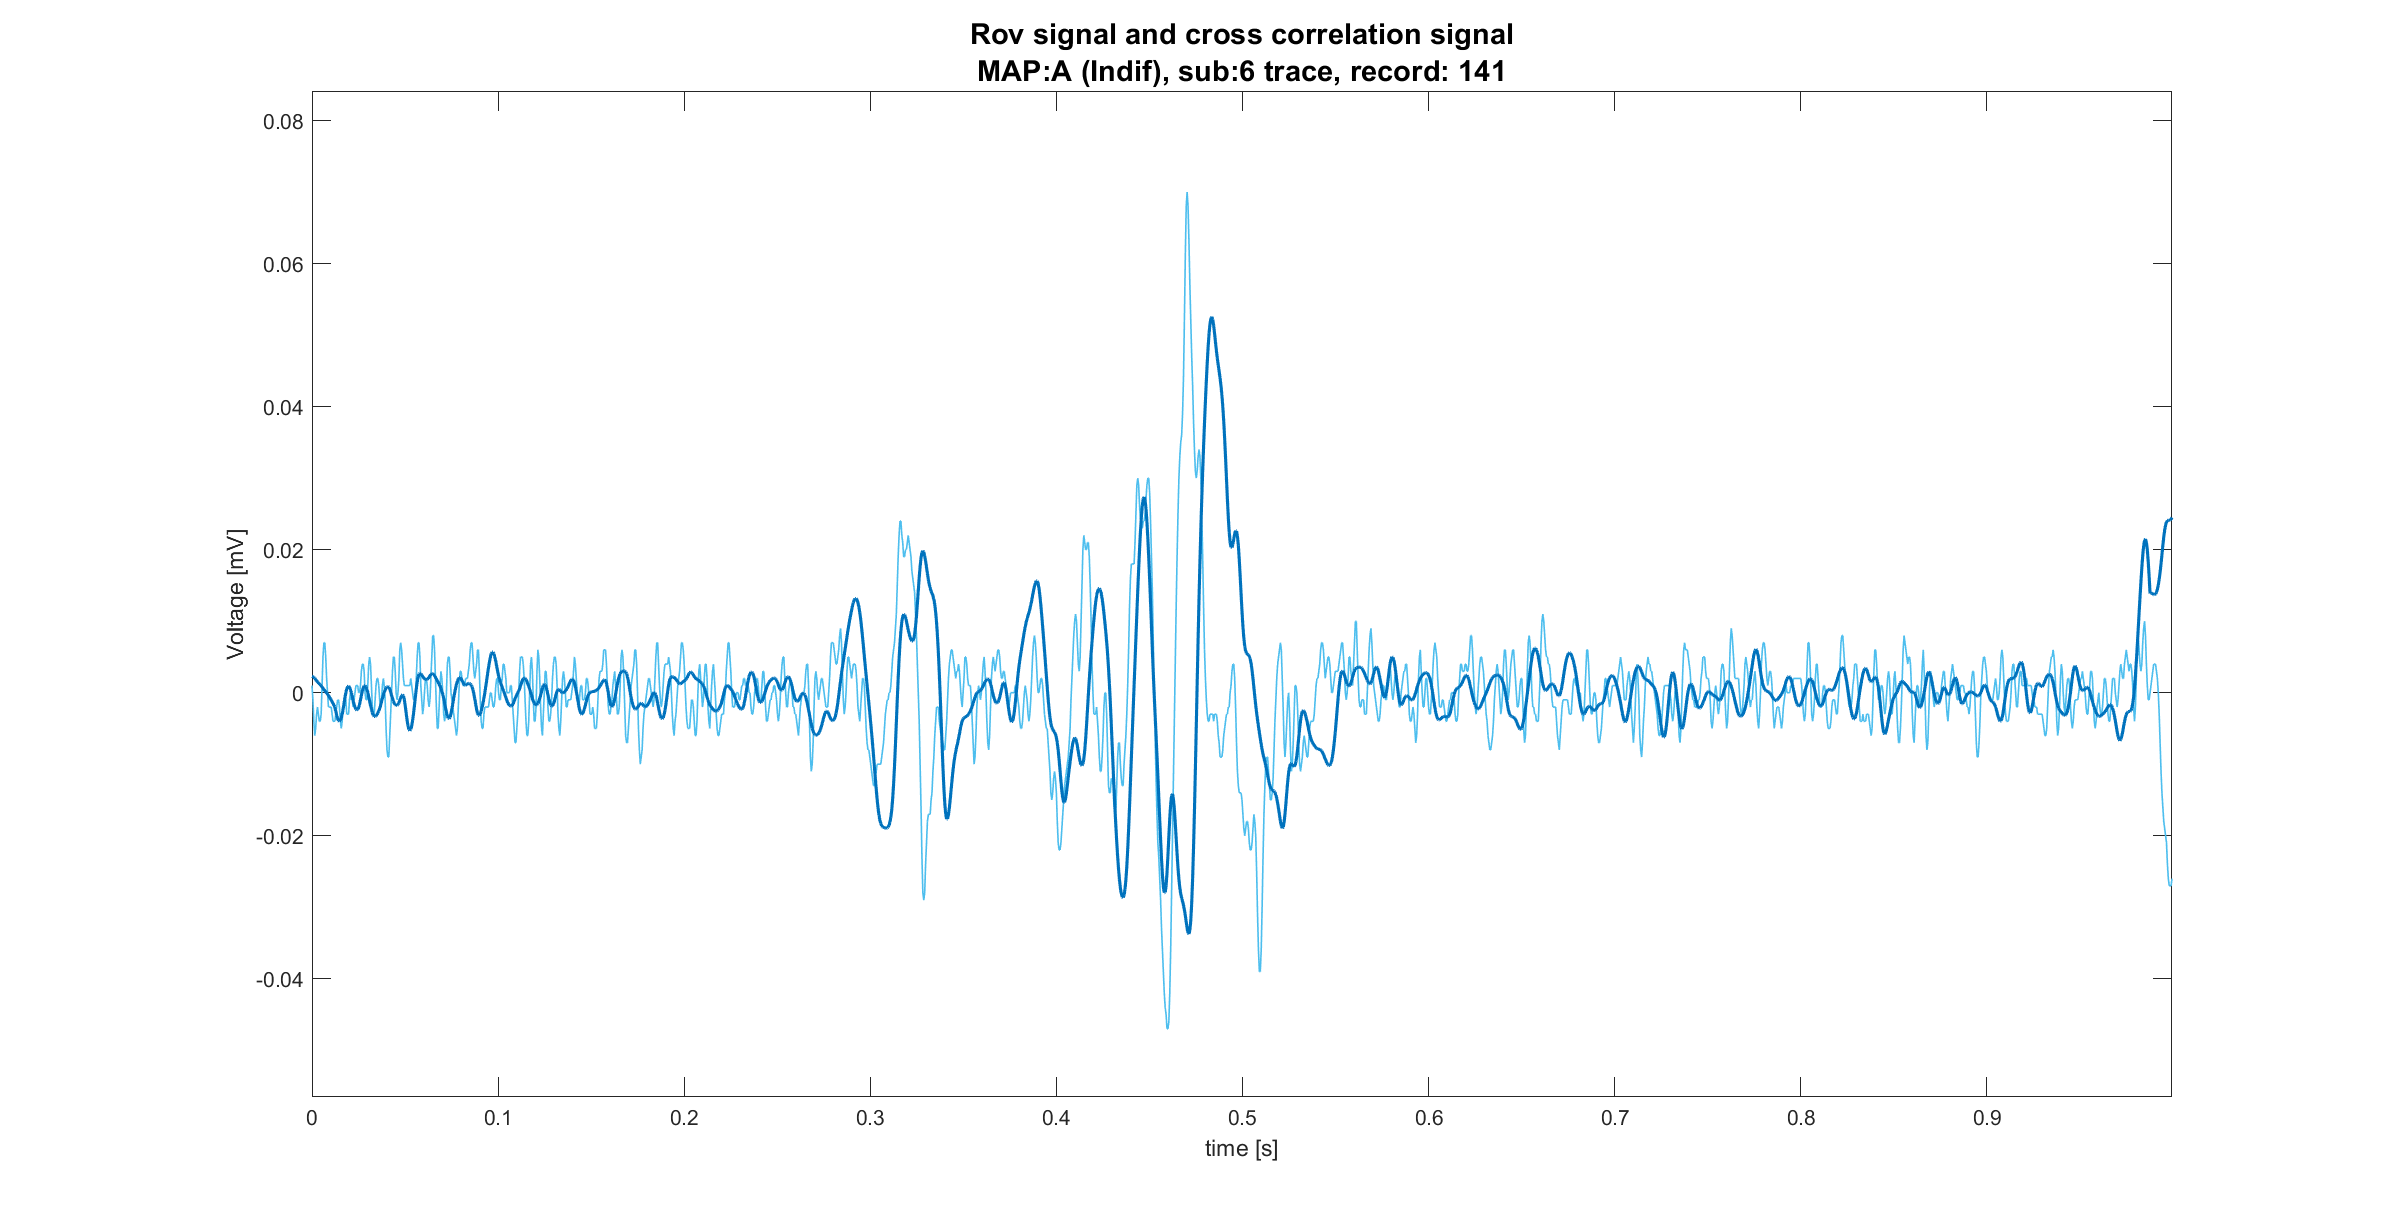 Rov signal and cross correlation signal
MAP:A (Indif), sub:6 trace, record: 141
0.08
0.06
0.04
0.02
0
-0.02
-0.04
Voltage [mV]
0 0.1 0.2 0.3 0.4 0.5 0.6 0.7 0.8 0.9
time [s]